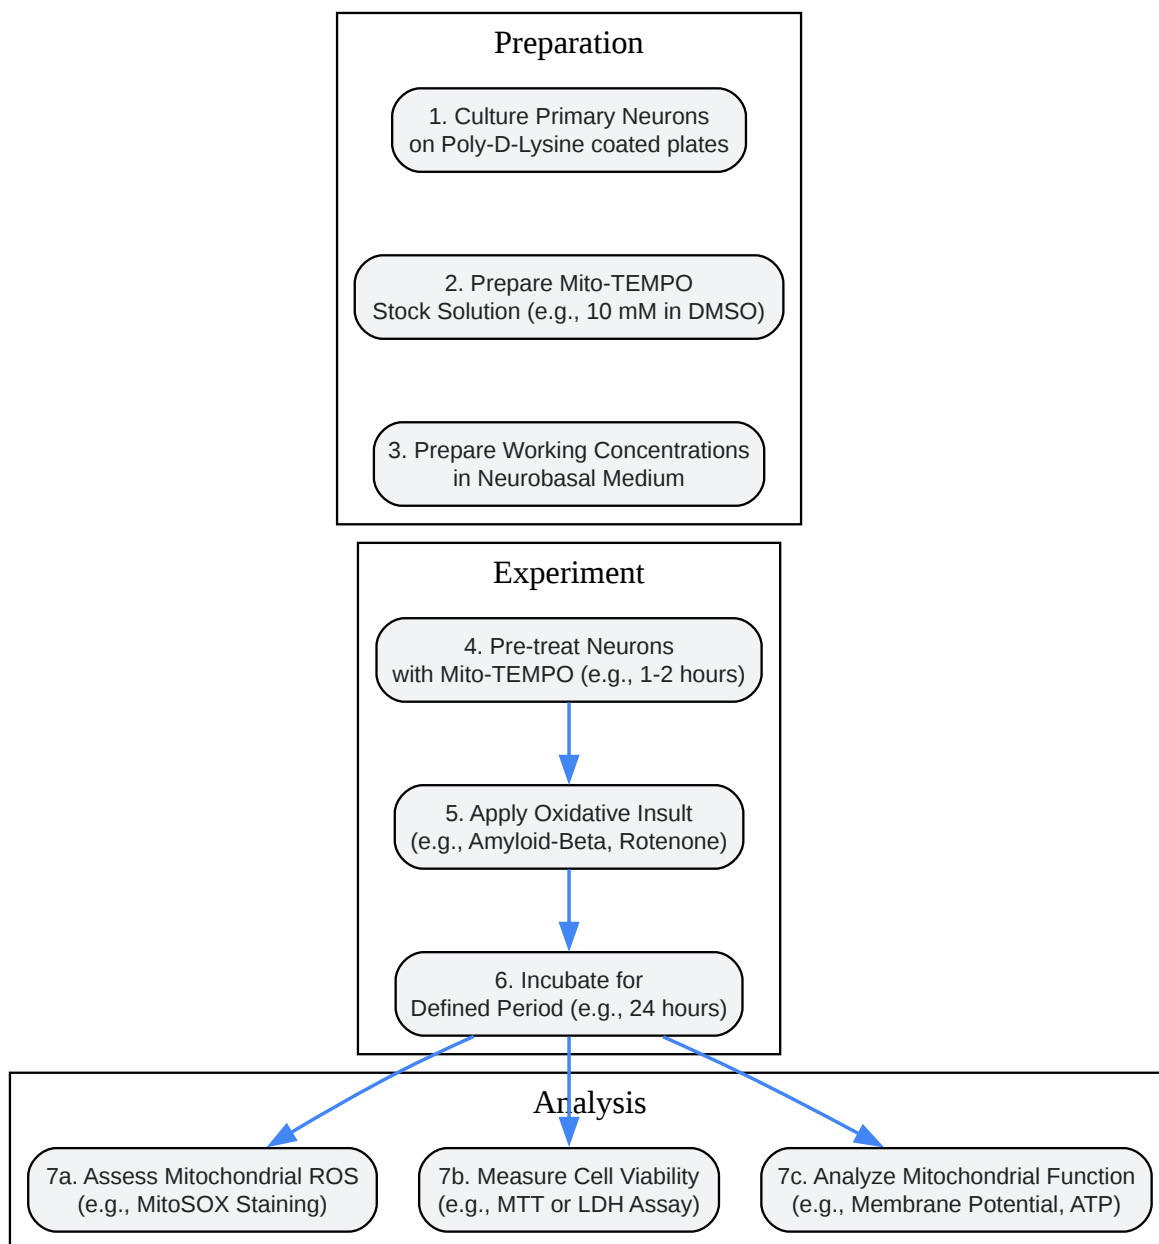 Preparation
1. Culture Primary Neurons
on Poly-D-Lysine coated plates
2. Prepare Mito-TEMPO
Stock Solution (e.g., 10 mM in DMSO)
3. Prepare Working Concentrations
in Neurobasal Medium
Experiment
4. Pre-treat Neurons
with Mito-TEMPO (e.g., 1-2 hours)
5. Apply Oxidative Insult
(e.g., Amyloid-Beta, Rotenone)
6. Incubate for
Defined Period (e.g., 24 hours)
Analysis
7a. Assess Mitochondrial ROS
(e.g., MitoSOX Staining)
7b. Measure Cell Viability
(e.g., MTT or LDH Assay)
7c. Analyze Mitochondrial Function
(e.g., Membrane Potential, ATP)